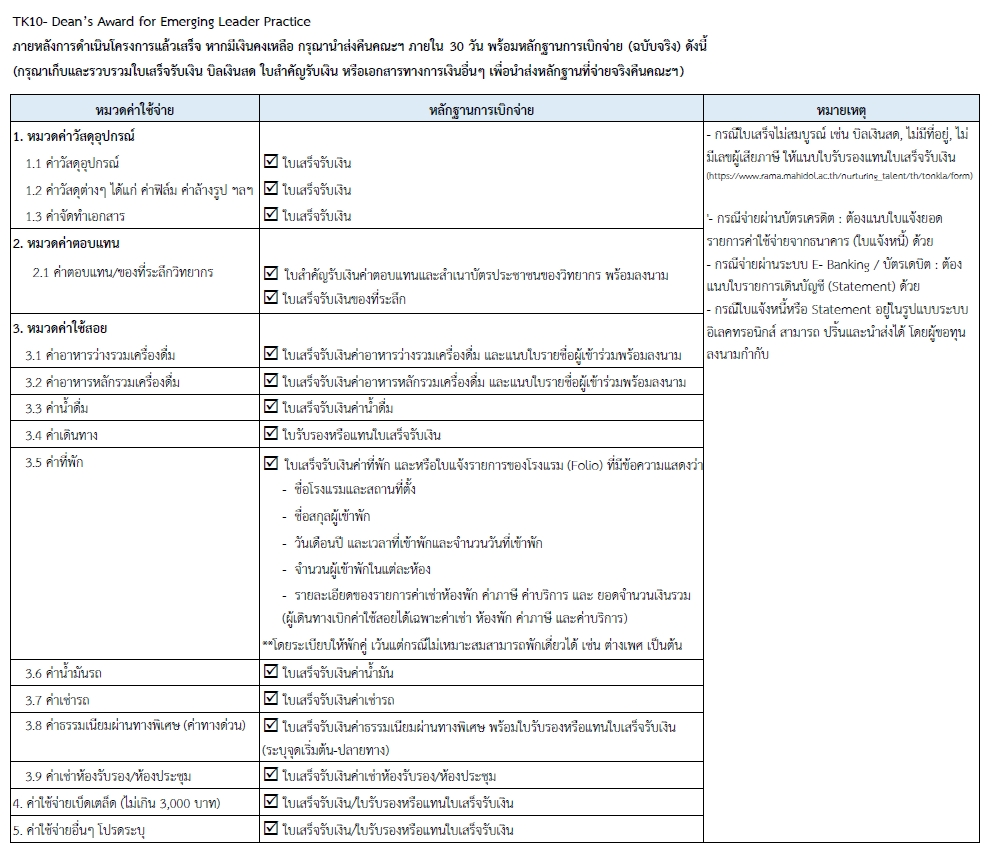 TK10- Dean's Award for Emerging Leader Practice
ภายหลังการดำเนินโครงการแล้วเสร็จ หากมีเงินคงเหลือ กรุณานำส่งคืนคณะฯ ภายใน 30 วัน พร้อมหลักฐานการเบิกจ่าย (ฉบับจริง) ดังนี้
(กรุณาเก็บและรวบรวมใบเสร็จรับเงิน บิลเงินสด ใบสำคัญรับเงิน หรือเอกสารทางการเงินอื่นๆ เพื่อนำส่งหลักฐานที่จ่ายจริงคืนคณะฯ)
หมวดค่าใช้จ่าย
หลักฐานการเบิกจ่าย
หมายเหตุ
1. หมวดค่าวัสดุอุปกรณ์
1.1 ค่าวัสดุอุปกรณ์
☑ ใบเสร็จรับเงิน
1.2 ค่าวัสดุต่างๆ ได้แก่ ค่าฟิล์ม ค่าล้างรูป ฯลฯ
☑ ใบเสร็จรับเงิน
1.3 ค่าจัดทำเอกสาร
☑ ใบเสร็จรับเงิน
2. หมวดค่าตอบแทน
2.1 ค่าตอบแทน/ของที่ระลึกวิทยากร
☑ ใบสำคัญรับเงินค่าตอบแทนและสำเนาบัตรประชาชนของวิทยากร พร้อมลงนาม
☑ ใบเสร็จรับเงินของที่ระลึก
3. หมวดค่าใช้สอย
3.1 ค่าอาหารว่างรวมเครื่องดื่ม
☑ ใบเสร็จรับเงินค่าอาหารว่างรวมเครื่องดื่ม และแนบใบรายชื่อผู้เข้าร่วมพร้อมลงนาม
3.2 ค่าอาหารหลักรวมเครื่องดื่ม
☑ ใบเสร็จรับเงินค่าอาหารหลักรวมเครื่องดื่ม และแนบใบรายชื่อผู้เข้าร่วมพร้อมลงนาม
3.3 ค่าน้ำดื่ม
☑ ใบเสร็จรับเงินค่าน้ำดื่ม
3.4 ค่าเดินทาง
☑ ใบรับรองหรือแทนใบเสร็จรับเงิน
3.5 ค่าที่พัก
☑ ใบเสร็จรับเงินค่าที่พัก และหรือใบแจ้งรายการของโรงแรม (Folio) ที่มีข้อความแสดงว่า
- ชื่อโรงแรมและสถานที่ตั้ง
- ชื่อสกุลผู้เข้าพัก
- วันเดือนปี และเวลาที่เข้าพักและจำนวนวันที่เข้าพัก
- จำนวนผู้เข้าพักในแต่ละห้อง
- รายละเอียดของรายการค่าเช่าห้องพัก ค่าภาษี ค่าบริการ และ ยอดจำนวนเงินรวม
(ผู้เดินทางเบิกค่าใช้สอยได้เฉพาะค่าเช่า ห้องพัก ค่าภาษี และค่าบริการ)
**โดยระเบียบให้พักคู่ เว้นแต่กรณีไม่เหมาะสมสามารถพักเดี่ยวได้ เช่น ต่างเพศ เป็นต้น
3.6 ค่าน้ำมันรถ
☑ ใบเสร็จรับเงินค่าน้ำมัน
3.7 ค่าเช่ารถ
☑ ใบเสร็จรับเงินค่าเช่ารถ
3.8 ค่าธรรมเนียมผ่านทางพิเศษ (ค่าทางด่วน)
☑ ใบเสร็จรับเงินค่าธรรมเนียมผ่านทางพิเศษ พร้อมใบรับรองหรือแทนใบเสร็จรับเงิน
(ระบุจุดเริ่มต้น-ปลายทาง)
3.9 ค่าเช่าห้องรับรอง/ห้องประชุม
☑ ใบเสร็จรับเงินค่าเช่าห้องรับรอง/ห้องประชุม
4. ค่าใช้จ่ายเบ็ดเตล็ด (ไม่เกิน 3,000 บาท)
☑ ใบเสร็จรับเงิน/ใบรับรองหรือแทนใบเสร็จรับเงิน
5. ค่าใช้จ่ายอื่นๆ โปรดระบุ
☑ ใบเสร็จรับเงิน/ใบรับรองหรือแทนใบเสร็จรับเงิน
- กรณีใบเสร็จไม่สมบูรณ์ เช่น บิลเงินสด, ไม่มีที่อยู่, ไม่
มีเลขผู้เสียภาษี ให้แนบใบรับรองแทนใบเสร็จรับเงิน
(https://www.rama.mahidol.ac.th/nurturing_talent/th/tonkla/form)
'- กรณีจ่ายผ่านบัตรเครดิต : ต้องแนบใบแจ้งยอด
รายการค่าใช้จ่ายจากธนาคาร (ใบแจ้งหนี้) ด้วย
- กรณีจ่ายผ่านระบบ E- Banking / บัตรเดบิต : ต้อง
แนบใบรายการเดินบัญชี (Statement) ด้วย
- กรณีใบแจ้งหนี้หรือ Statement อยู่ในรูปแบบระบบ
อิเลคทรอนิกส์ สามารถ ปริ้นและนำส่งได้ โดยผู้ขอทุน
ลงนามกำกับ